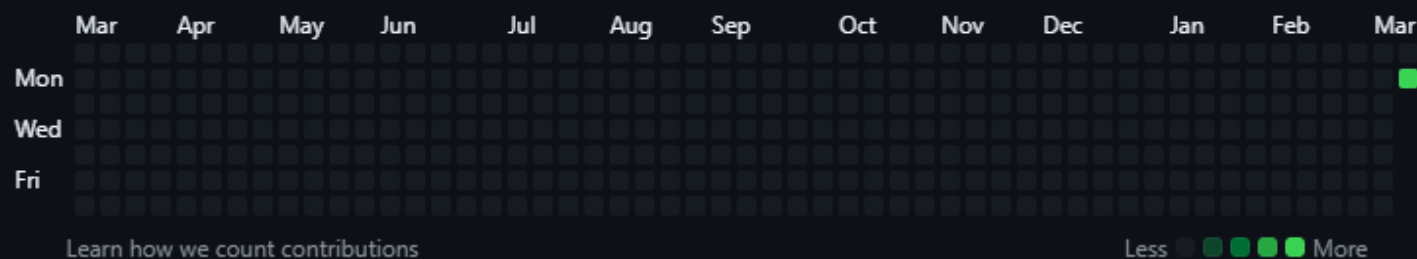 Mar Apr May Jun Jul Aug Sep Oct Nov Dec Jan Feb Mar
Mon
Wed
Fri
Learn how we count contributions
Less More